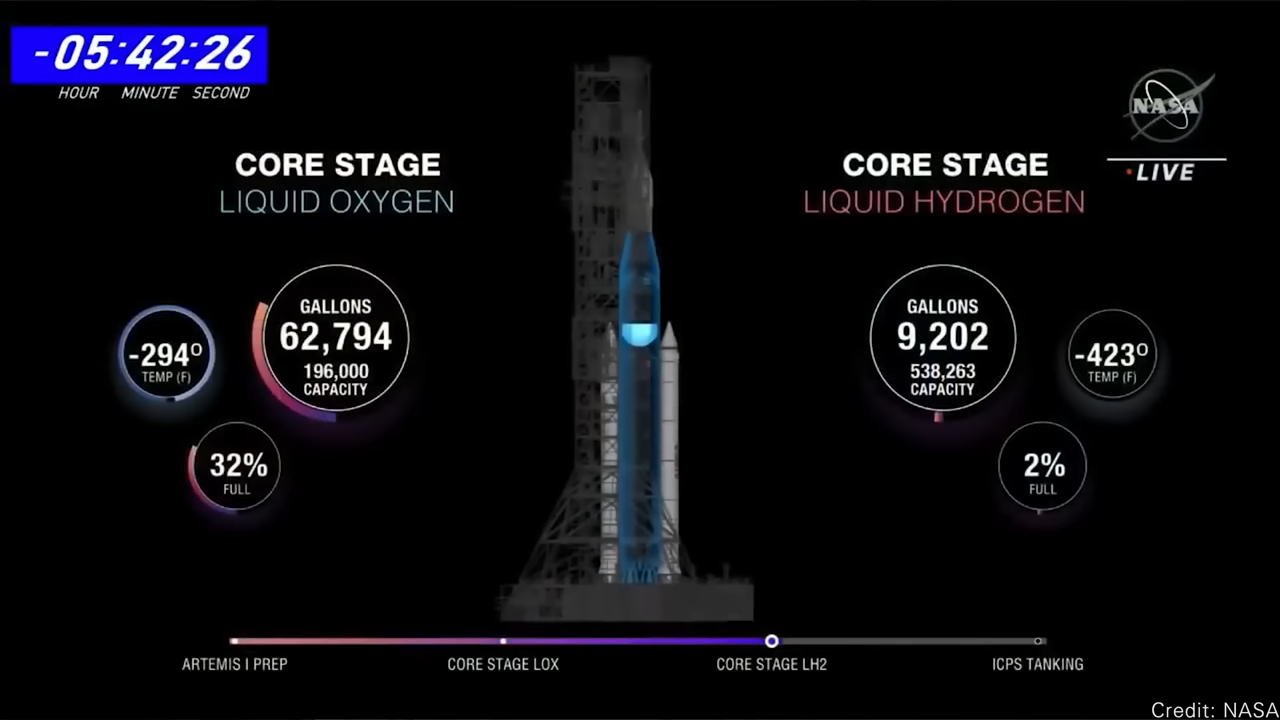 -05:42:26
HOUR MINUTE SECOND
NASA
LIVE
CORE STAGE
LIQUID OXYGEN
GALLONS
62,794
196,000
CAPACITY
-294º
TEMP (F)
32%
FULL
CORE STAGE
LIQUID HYDROGEN
GALLONS
9,202
538,263
CAPACITY
-423º
TEMP (F)
2%
FULL
ARTEMIS I PREP
CORE STAGE LOX
CORE STAGE LH2
ICPS TANKING
Credit: NASA